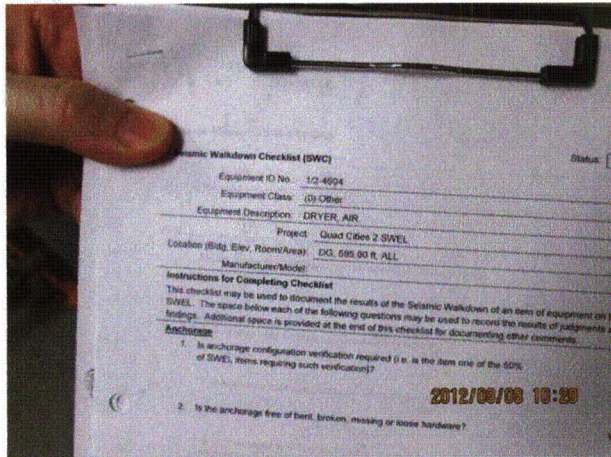 Seismic Walkdown Checklist (SWC)
Status:
Equipment ID No. 1/2-4604
Equipment Class: (0) Other
Equipment Description: DRYER, AIR
Project: Quad Cities 2 SWEL
Location (Bldg, Elev, Room/Area): DG, 595.00 ft, ALL
Manufacturer/Model:
Instructions for Completing Checklist
This checklist may be used to document the results of the Seismic Walkdown of an item of equipment on
SWEL. The space below each of the following questions may be used to record the results of judgments
findings. Additional space is provided at the end of this checklist for documenting other comments.
Anchorage
1. Is anchorage configuration verification required (i.e. is the item one of the 50%
of SWEL items requiring such verification)?
2012/08/08 10:20
2. Is the anchorage free of bent, broken, missing or loose hardware?